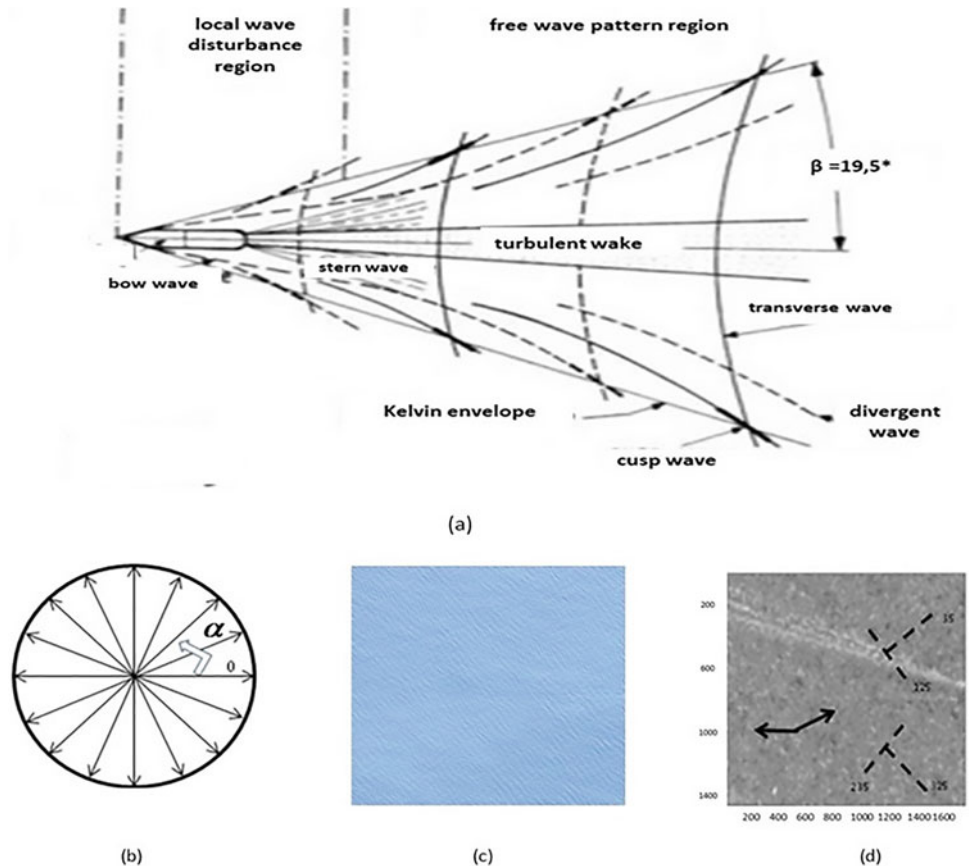 local wave
disturbance
region
free wave pattern region
β =19,5*
turbulent wake
bow wave
stern wave
transverse wave
Kelvin envelope
divergent
wave
cusp wave
(a)
α
0
200
400
600
1000
1400
35
125
235
325
200 400 600 800 1000 1200 1400 1600
(b)
(c)
(d)